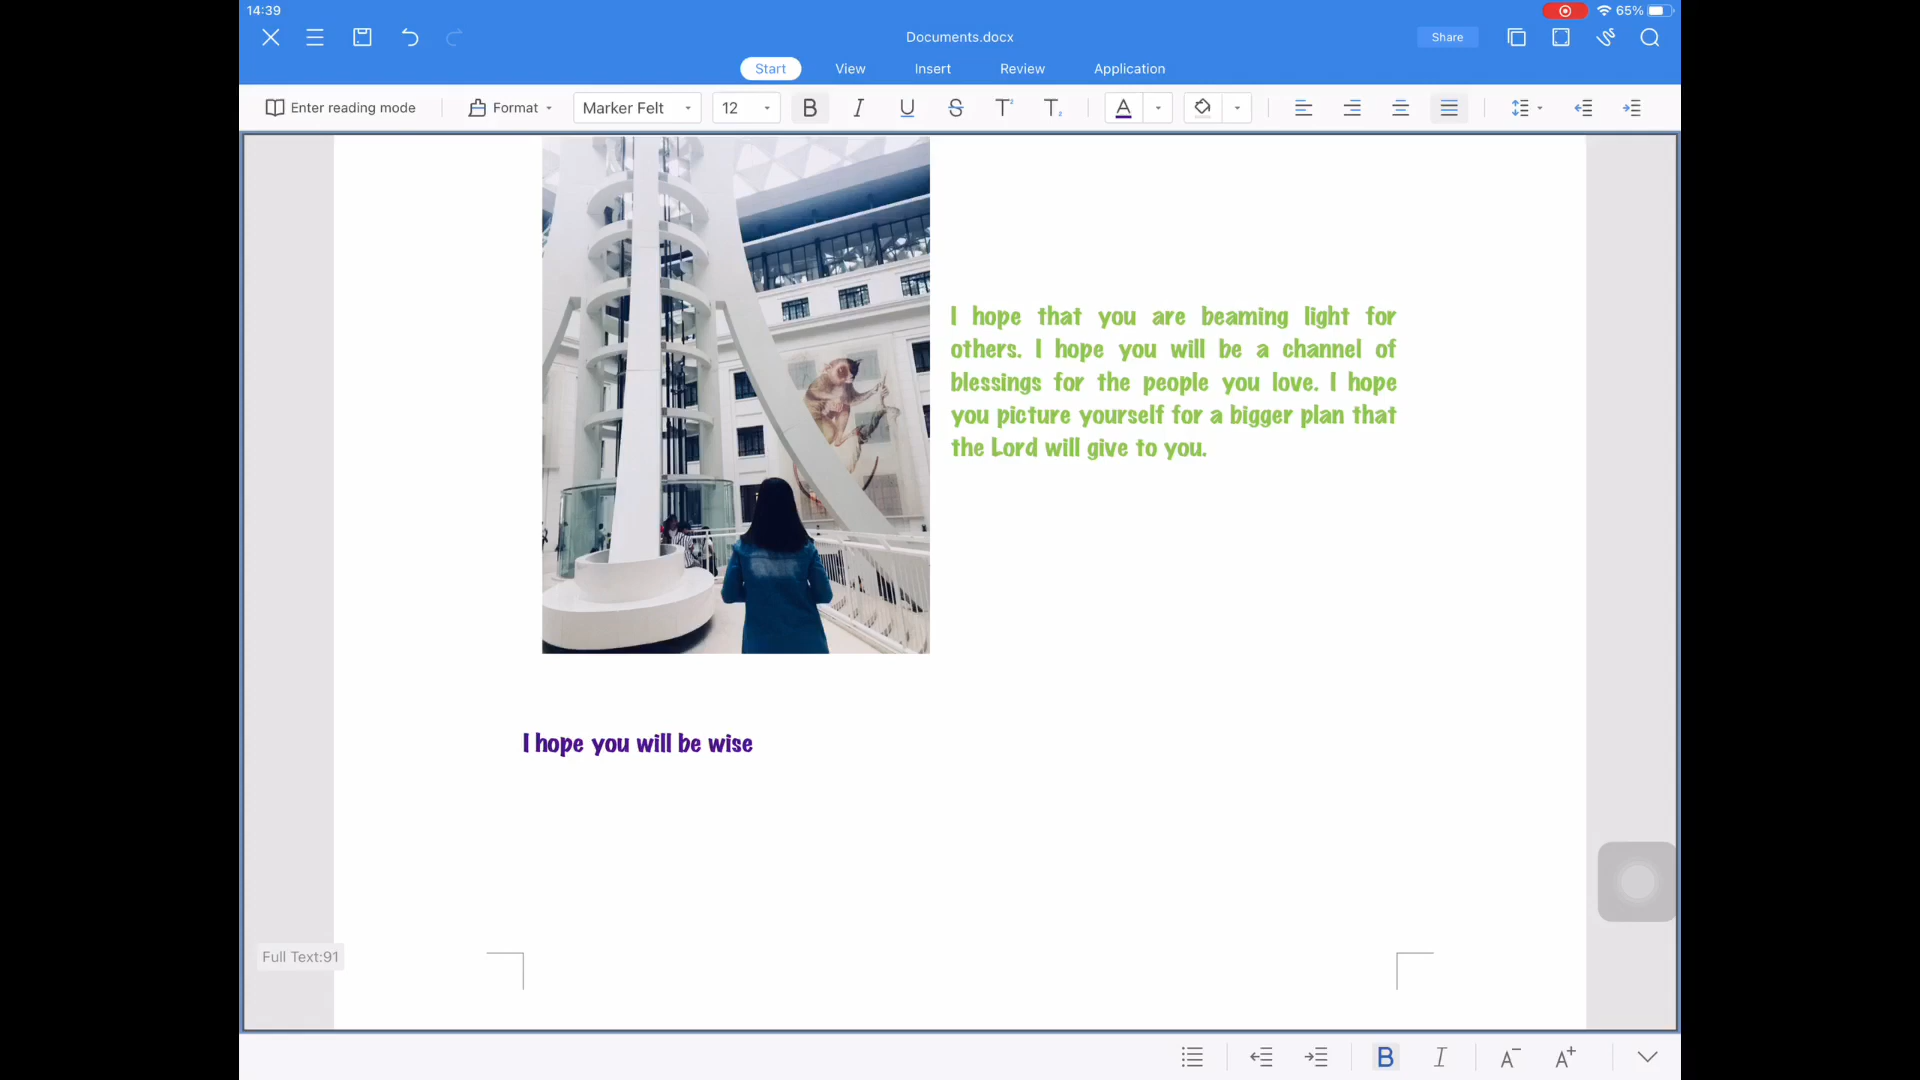 14:39
65%
Documents.docx
Share
Start View Insert Review Application
Enter reading mode Format Marker Felt 12 B I U S T² T₂ A
I hope that you are beaming light for
others. I hope you will be a channel of
blessings for the people you love. I hope
you picture yourself for a bigger plan that
the Lord will give to you.
I hope you will be wise
Full Text:91
B I A⁻ A⁺